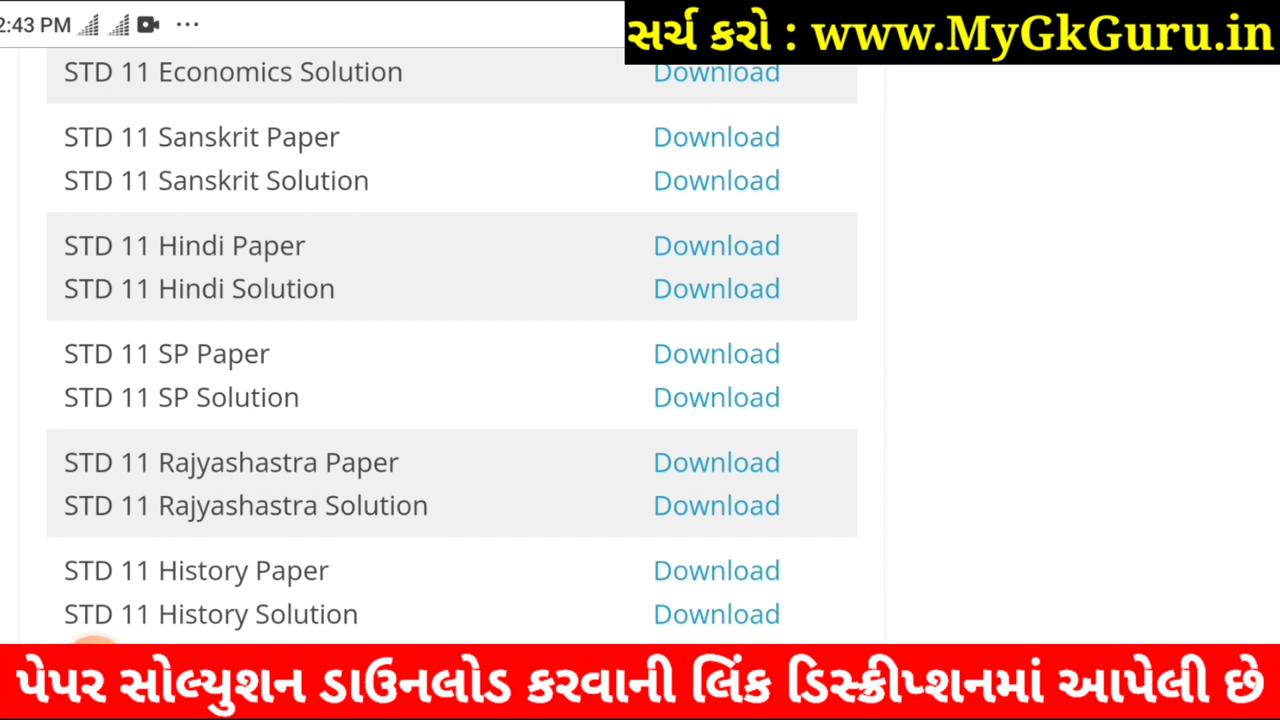 2:43 PM
સર્ચ કરો : www.MyGkGuru.in
STD 11 Economics Solution Download
STD 11 Sanskrit Paper Download
STD 11 Sanskrit Solution Download
STD 11 Hindi Paper Download
STD 11 Hindi Solution Download
STD 11 SP Paper Download
STD 11 SP Solution Download
STD 11 Rajyashastra Paper Download
STD 11 Rajyashastra Solution Download
STD 11 History Paper Download
STD 11 History Solution Download
પેપર સોલ્યુશન ડાઉનલોડ કરવાની લિંક ડિસ્ક્રીપ્શનમાં આપેલી છે